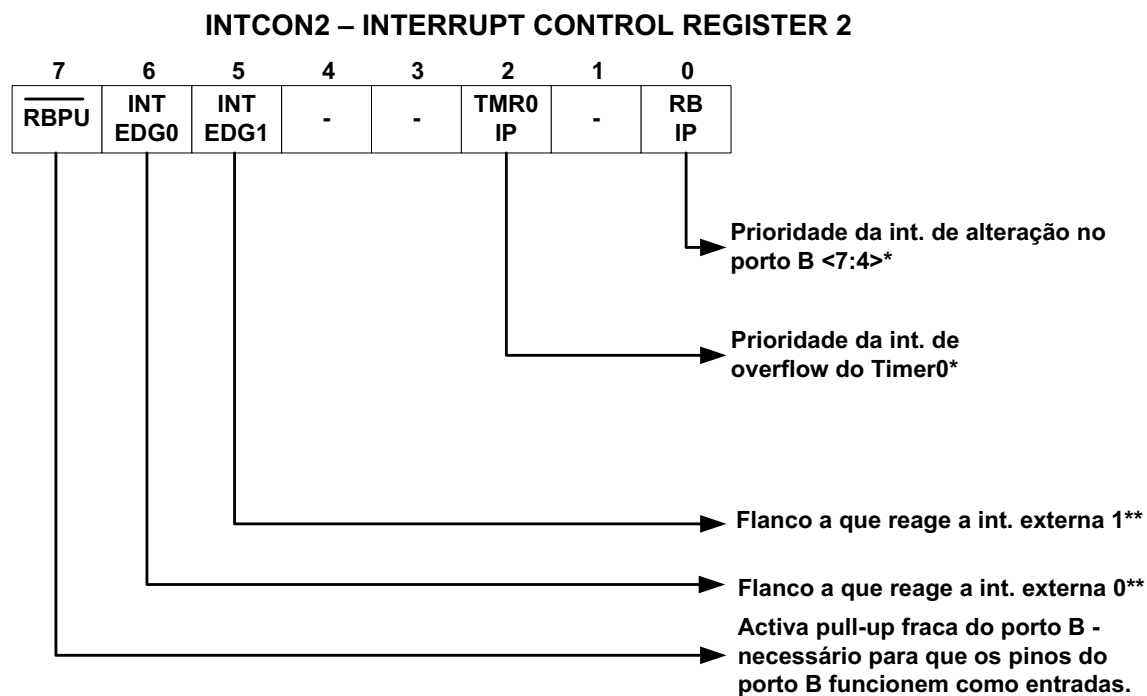 INTCON2 – INTERRUPT CONTROL REGISTER 2
7 6 5 4 3 2 1 0
RBPU INT EDG0 INT EDG1 - - TMR0 IP - RB IP
Prioridade da int. de alteração no
porto B <7:4>*
Prioridade da int. de
overflow do Timer0*
Flanco a que reage a int. externa 1**
Flanco a que reage a int. externa 0**
Activa pull-up fraca do porto B -
necessário para que os pinos do
porto B funcionem como entradas.